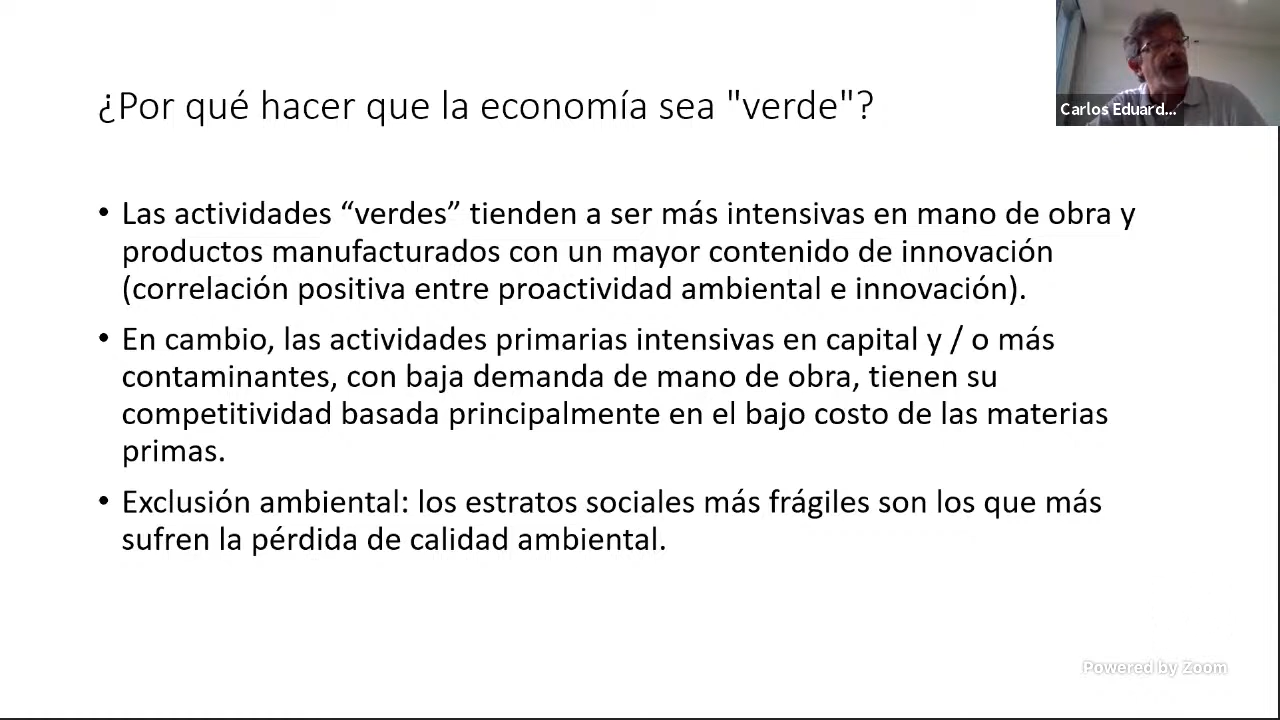 ¿Por qué hacer que la economía sea "verde"?
Carlos Eduard...
• Las actividades “verdes” tienden a ser más intensivas en mano de obra y
productos manufacturados con un mayor contenido de innovación
(correlación positiva entre proactividad ambiental e innovación).
• En cambio, las actividades primarias intensivas en capital y / o más
contaminantes, con baja demanda de mano de obra, tienen su
competitividad basada principalmente en el bajo costo de las materias
primas.
• Exclusión ambiental: los estratos sociales más frágiles son los que más
sufren la pérdida de calidad ambiental.
Powered by Zoom